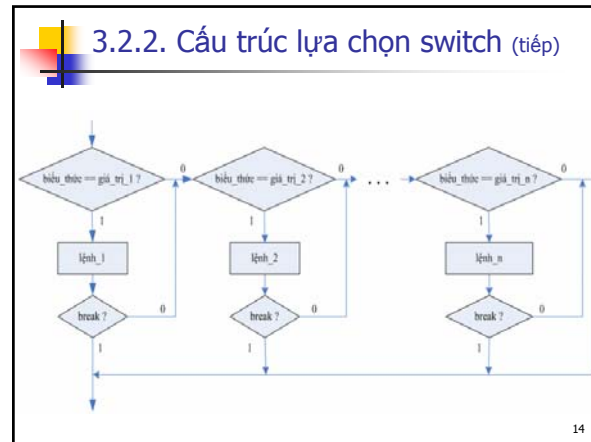 3.2.2. Cấu trúc lựa chọn switch (tiếp)
biểu_thức == giá_trị_1 ?
0
biểu_thức == giá_trị_2 ?
0
. . .
biểu_thức == giá_trị_n ?
0
1
1
1
lệnh_1
lệnh_2
lệnh_n
break ?
0
break ?
0
break ?
0
1
1
1
14